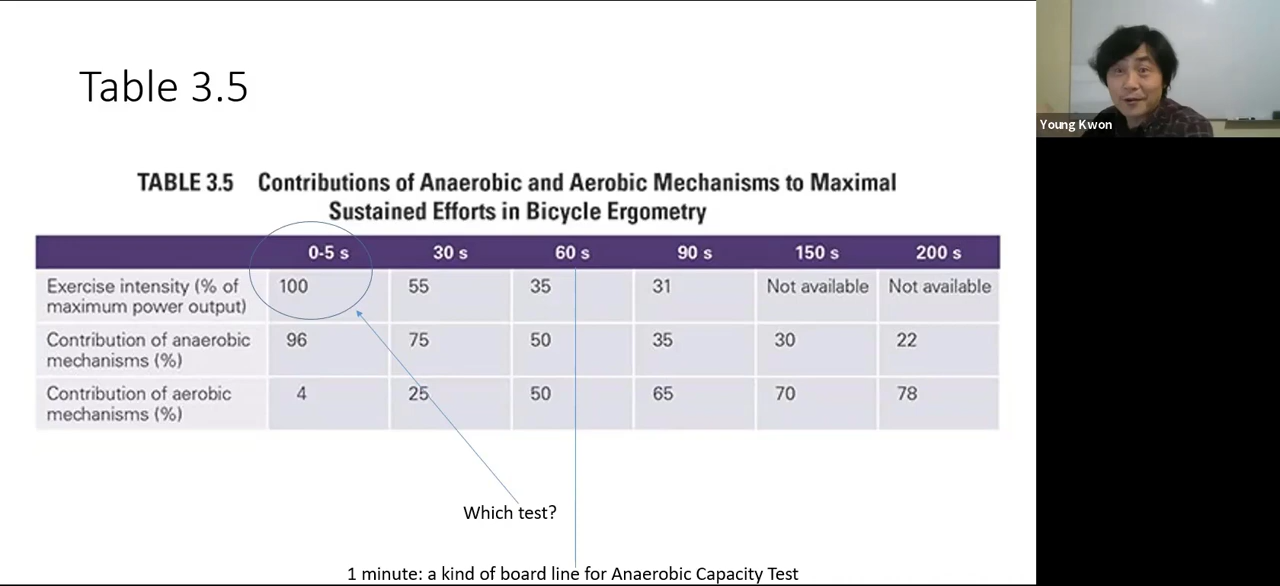 Table 3.5
Young Kwon
TABLE 3.5 Contributions of Anaerobic and Aerobic Mechanisms to Maximal
Sustained Efforts in Bicycle Ergometry
0-5 s 30 s 60 s 90 s 150 s 200 s
Exercise intensity (% of
maximum power output) 100 55 35 31 Not available Not available
Contribution of anaerobic
mechanisms (%) 96 75 50 35 30 22
Contribution of aerobic
mechanisms (%) 4 25 50 65 70 78
Which test?
1 minute: a kind of board line for Anaerobic Capacity Test